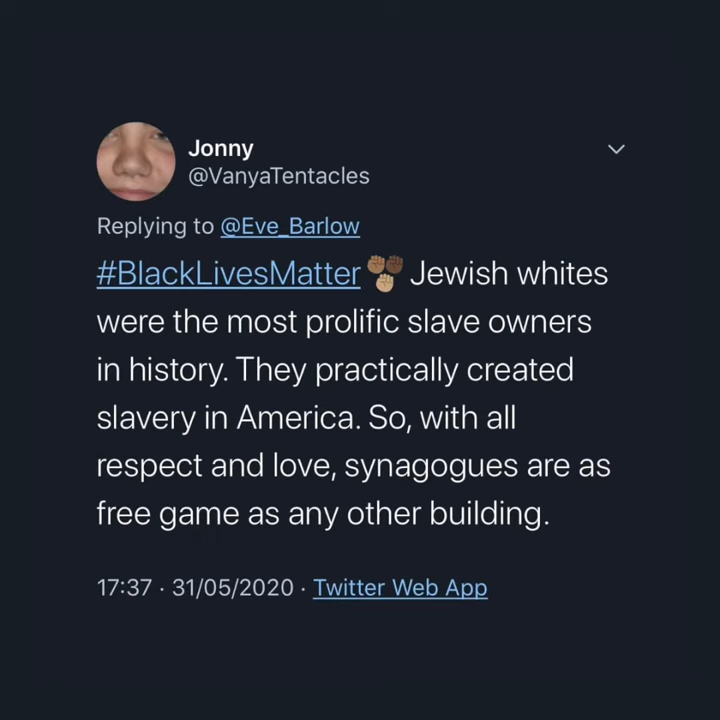 Jonny
@VanyaTentacles
Replying to @Eve_Barlow
#BlackLivesMatter✊🏾✊🏿✊🏼 Jewish whites
were the most prolific slave owners
in history. They practically created
slavery in America. So, with all
respect and love, synagogues are as
free game as any other building.
17:37 · 31/05/2020 · Twitter Web App